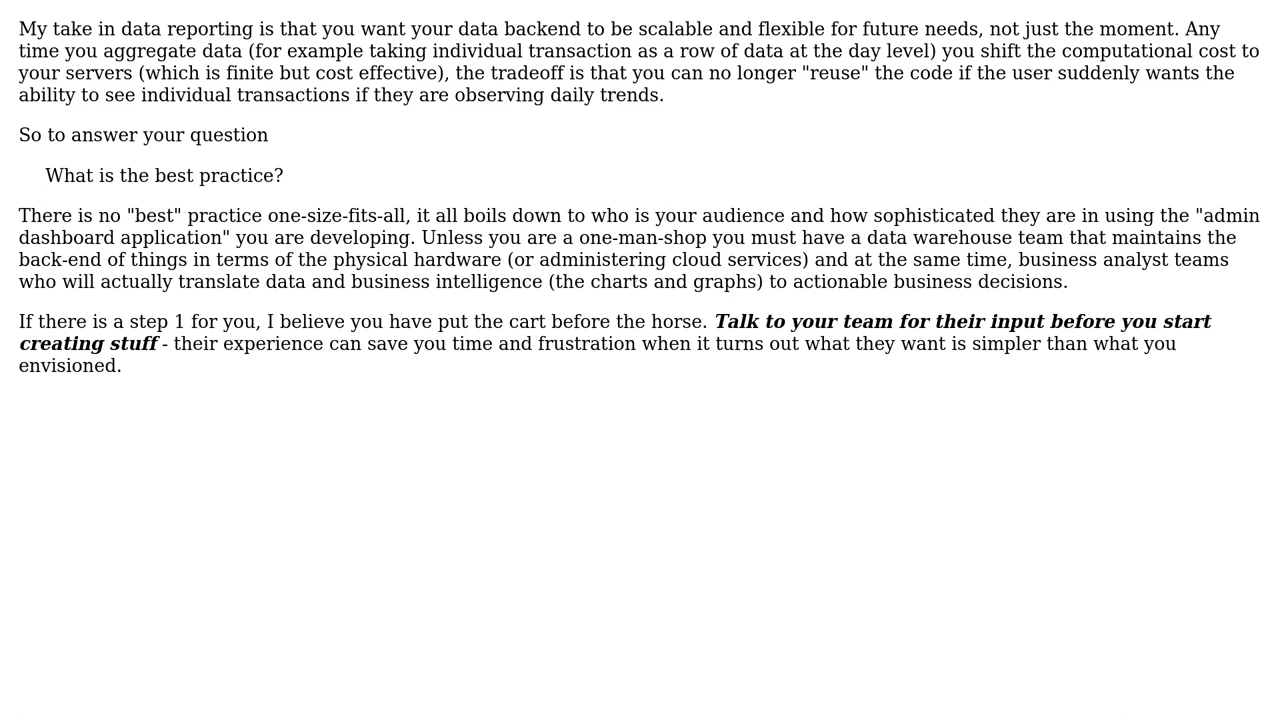 My take in data reporting is that you want your data backend to be scalable and flexible for future needs, not just the moment. Any
time you aggregate data (for example taking individual transaction as a row of data at the day level) you shift the computational cost to
your servers (which is finite but cost effective), the tradeoff is that you can no longer "reuse" the code if the user suddenly wants the
ability to see individual transactions if they are observing daily trends.
So to answer your question
What is the best practice?
There is no "best" practice one-size-fits-all, it all boils down to who is your audience and how sophisticated they are in using the "admin
dashboard application" you are developing. Unless you are a one-man-shop you must have a data warehouse team that maintains the
back-end of things in terms of the physical hardware (or administering cloud services) and at the same time, business analyst teams
who will actually translate data and business intelligence (the charts and graphs) to actionable business decisions.
If there is a step 1 for you, I believe you have put the cart before the horse. Talk to your team for their input before you start
creating stuff - their experience can save you time and frustration when it turns out what they want is simpler than what you
envisioned.